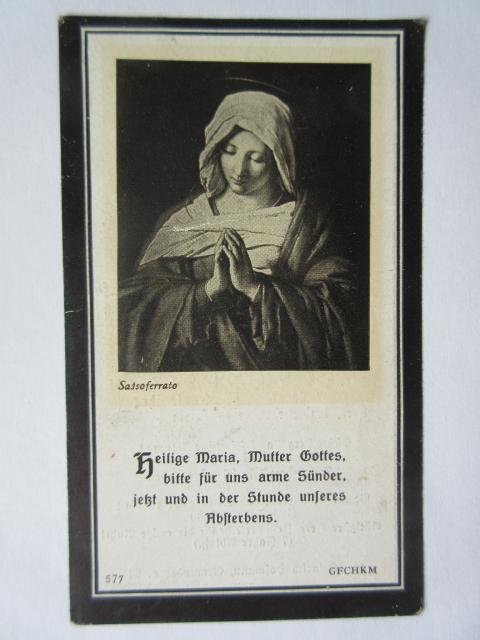 Sassoferrato
Heilige Maria, Mutter Gottes,
bitte für uns arme Sünder,
jetzt und in der Stunde unseres
Absterbens.
577
GFCHKM